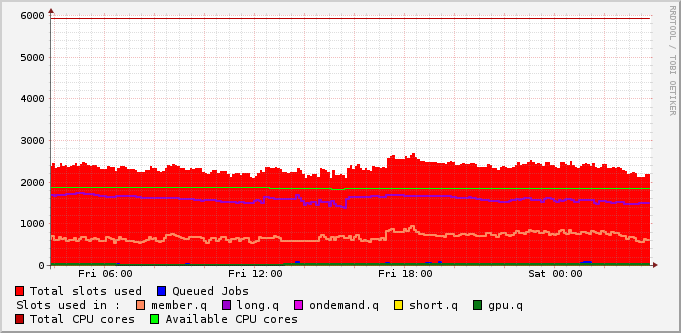 RRDTOOL / TOBI OETIKER
6000
5000
4000
3000
2000
1000
0
Fri 06:00 Fri 12:00 Fri 18:00 Sat 00:00
Total slots used Queued Jobs
Slots used in : member.q long.q ondemand.q short.q gpu.q
Total CPU cores Available CPU cores